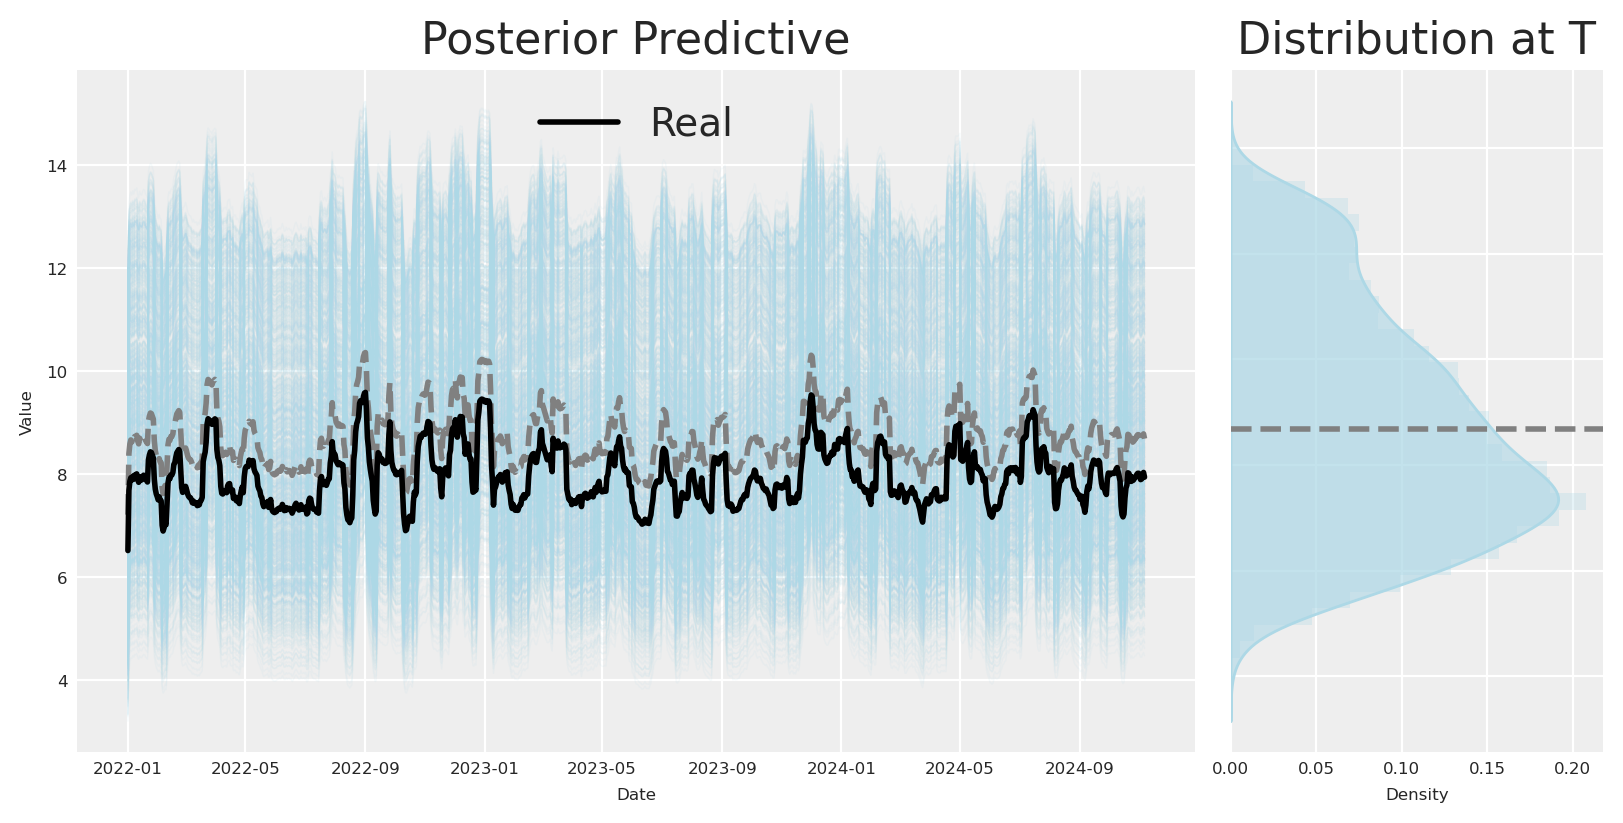 Posterior Predictive
Distribution at T
Real
Value
14
12
10
8
6
4
2022-01 2022-05 2022-09 2023-01 2023-05 2023-09 2024-01 2024-05 2024-09
Date
0.00 0.05 0.10 0.15 0.20
Density